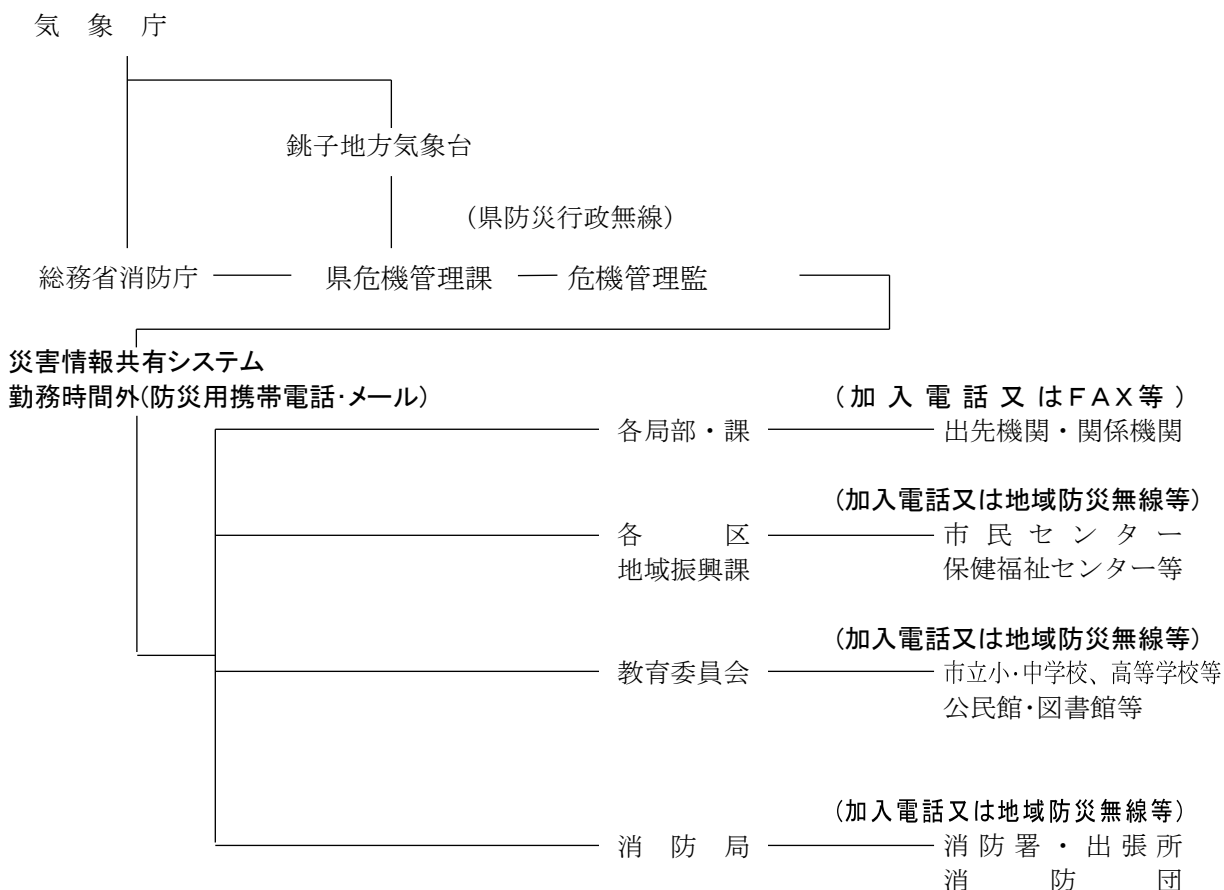 気象庁
銚子地方気象台
（県防災行政無線）
総務省消防庁 県危機管理課 危機管理監
災害情報共有システム
勤務時間外(防災用携帯電話･メール)
（加入電話又はＦＡＸ等）
各局部・課 出先機関・関係機関
（加入電話又は地域防災無線等）
各区 市民センター
地域振興課 保健福祉センター等
（加入電話又は地域防災無線等）
教育委員会 市立小･中学校、高等学校等
公民館･図書館等
（加入電話又は地域防災無線等）
消防局 消防署・出張所
消防団